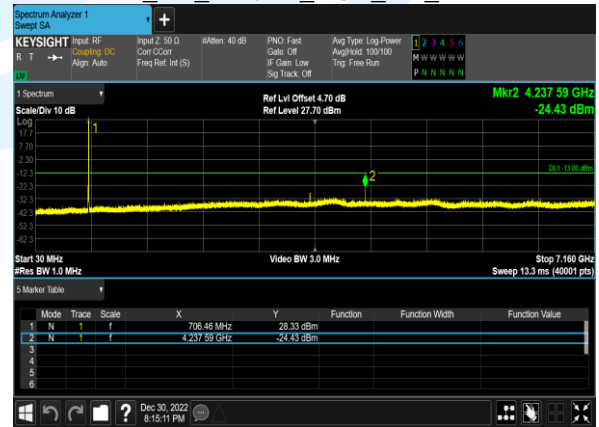 Spectrum Analyzer 1
Swept SA
KEYSIGHT Input: RF Input Z: 50 Ω #Atten: 40 dB PNO: Fast Avg Type: Log-Power 1 2 3 4 5 6
R T Coupling: DC Corr CCorr Gate: Off Avg|Hold: 100/100 M W W W W W
Align: Auto Freq Ref: Int (S) IF Gain: Low Trig: Free Run P N N N N N
Sig Track: Off
LVI
1 Spectrum Ref Lvl Offset 4.70 dB Mkr2 4.237 59 GHz
Scale/Div 10 dB Ref Level 27.70 dBm -24.43 dBm
Log
17.7
7.70
-2.30
-12.3
-22.3
-32.3
-42.3
-52.3
-62.3
1
2
DL1 -13.00 dBm
Start 30 MHz Video BW 3.0 MHz Stop 7.160 GHz
#Res BW 1.0 MHz Sweep 13.3 ms (40001 pts)
5 Marker Table
Mode Trace Scale X Y Function Function Width Function Value
1 N 1 f 706.46 MHz 28.33 dBm
2 N 1 f 4.237 59 GHz -24.43 dBm
3
4
5
6
? Dec 30, 2022
8:15:11 PM